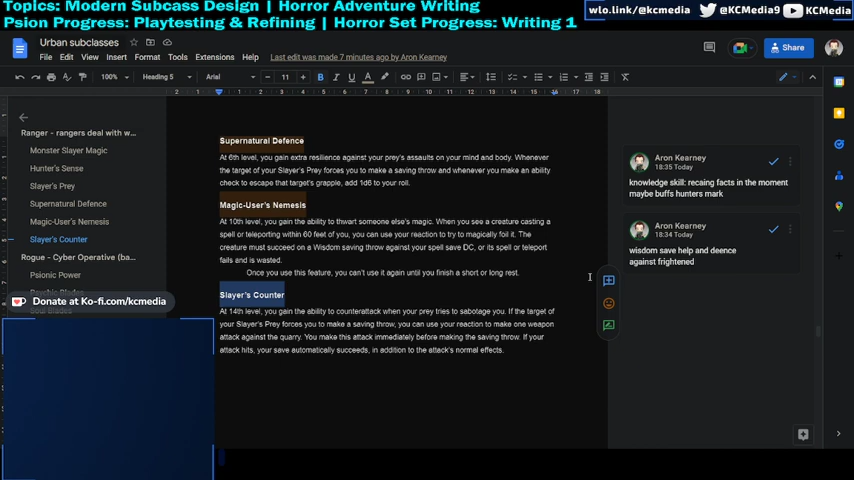 Topics: Modern Subcass Design | Horror Adventure Writing
Psion Progress: Playtesting & Refining | Horror Set Progress: Writing 1
wlo.link/@kcmedia @KCMedia9 KCMedia
Urban subclasses
File Edit View Insert Format Tools Extensions Help Last edit was made 7 minutes ago by Aron Kearney
Share
100% Heading 5 Arial 11
Ranger - rangers deal with w...
Monster Slayer Magic
Hunter's Sense
Slayer's Prey
Supernatural Defence
Magic-User's Nemesis
Slayer's Counter
Rogue - Cyber Operative (ba...
Psionic Power
Soul Blades
Donate at Ko-fi.com/kcmedia
Supernatural Defence
At 6th level, you gain extra resilience against your prey's assaults on your mind and body. Whenever
the target of your Slayer's Prey forces you to make a saving throw and whenever you make an ability
check to escape that target's grapple, add 1d6 to your roll.
Magic-User's Nemesis
At 10th level, you gain the ability to thwart someone else's magic. When you see a creature casting a
spell or teleporting within 60 feet of you, you can use your reaction to try to magically foil it. The
creature must succeed on a Wisdom saving throw against your spell save DC, or its spell or teleport
fails and is wasted.
Once you use this feature, you can't use it again until you finish a short or long rest.
Slayer's Counter
At 14th level, you gain the ability to counterattack when your prey tries to sabotage you. If the target of
your Slayer's Prey forces you to make a saving throw, you can use your reaction to make one weapon
attack against the quarry. You make this attack immediately before making the saving throw. If your
attack hits, your save automatically succeeds, in addition to the attack's normal effects.
Aron Kearney
18:35 Today
knowledge skill: recaing facts in the moment
maybe buffs hunters mark
Aron Kearney
18:34 Today
wisdom save help and deence
against frightened